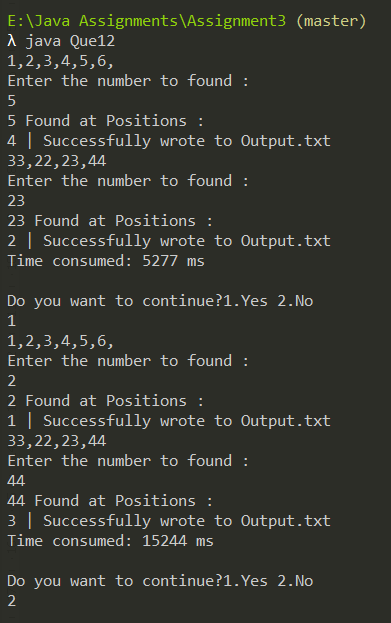 E:\Java Assignments\Assignment3 (master)
λ java Que12
1,2,3,4,5,6,
Enter the number to found :
5
5 Found at Positions :
4 | Successfully wrote to Output.txt
33,22,23,44
Enter the number to found :
23
23 Found at Positions :
2 | Successfully wrote to Output.txt
Time consumed: 5277 ms

Do you want to continue?1.Yes 2.No
1
1,2,3,4,5,6,
Enter the number to found :
2
2 Found at Positions :
1 | Successfully wrote to Output.txt
33,22,23,44
Enter the number to found :
44
44 Found at Positions :
3 | Successfully wrote to Output.txt
Time consumed: 15244 ms

Do you want to continue?1.Yes 2.No
2